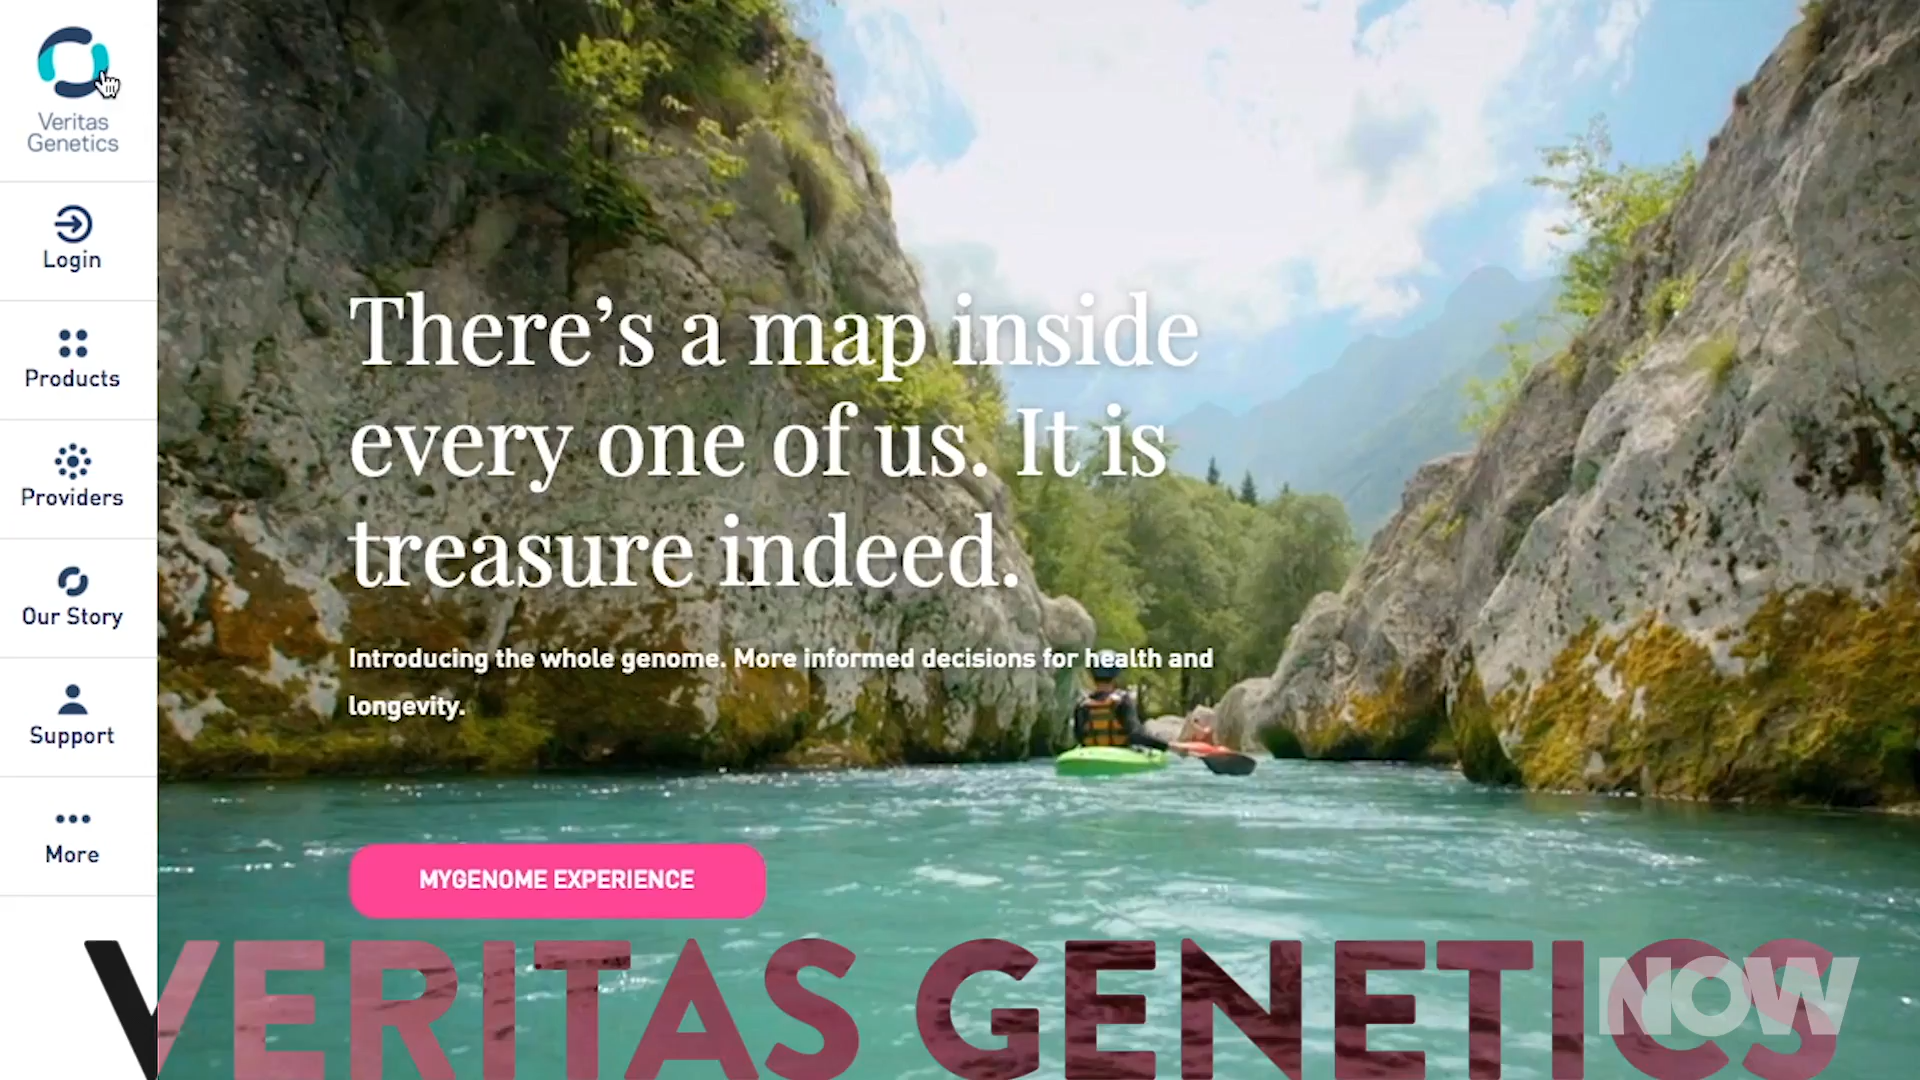 Veritas
Genetics
Login
Products
Providers
Our Story
Support
More
There's a map inside
every one of us. It is
treasure indeed.
Introducing the whole genome. More informed decisions for health and
longevity.
MYGENOME EXPERIENCE
VERITAS GENETICS
NOW